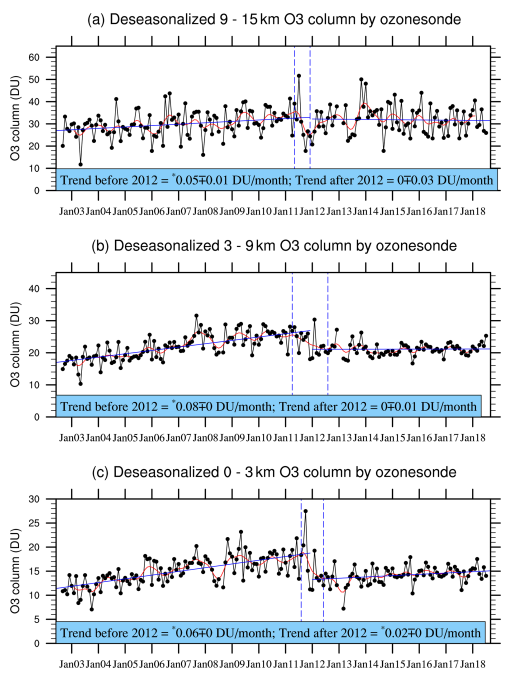 (a) Deseasonalized 9 - 15 km O3 column by ozonesonde
60
50
40
30
20
10
0
O3 column (DU)
Trend before 2012 = *0.05∓0.01 DU/month; Trend after 2012 = 0∓0.03 DU/month
Jan03 Jan04 Jan05 Jan06 Jan07 Jan08 Jan09 Jan10 Jan11 Jan12 Jan13 Jan14 Jan15 Jan16 Jan17 Jan18
(b) Deseasonalized 3 - 9 km O3 column by ozonesonde
40
30
20
10
0
O3 column (DU)
Trend before 2012 = *0.08∓0 DU/month; Trend after 2012 = 0∓0.01 DU/month
Jan03 Jan04 Jan05 Jan06 Jan07 Jan08 Jan09 Jan10 Jan11 Jan12 Jan13 Jan14 Jan15 Jan16 Jan17 Jan18
(c) Deseasonalized 0 - 3 km O3 column by ozonesonde
30
25
20
15
10
5
0
O3 column (DU)
Trend before 2012 = *0.06∓0 DU/month; Trend after 2012 = *0.02∓0 DU/month
Jan03 Jan04 Jan05 Jan06 Jan07 Jan08 Jan09 Jan10 Jan11 Jan12 Jan13 Jan14 Jan15 Jan16 Jan17 Jan18